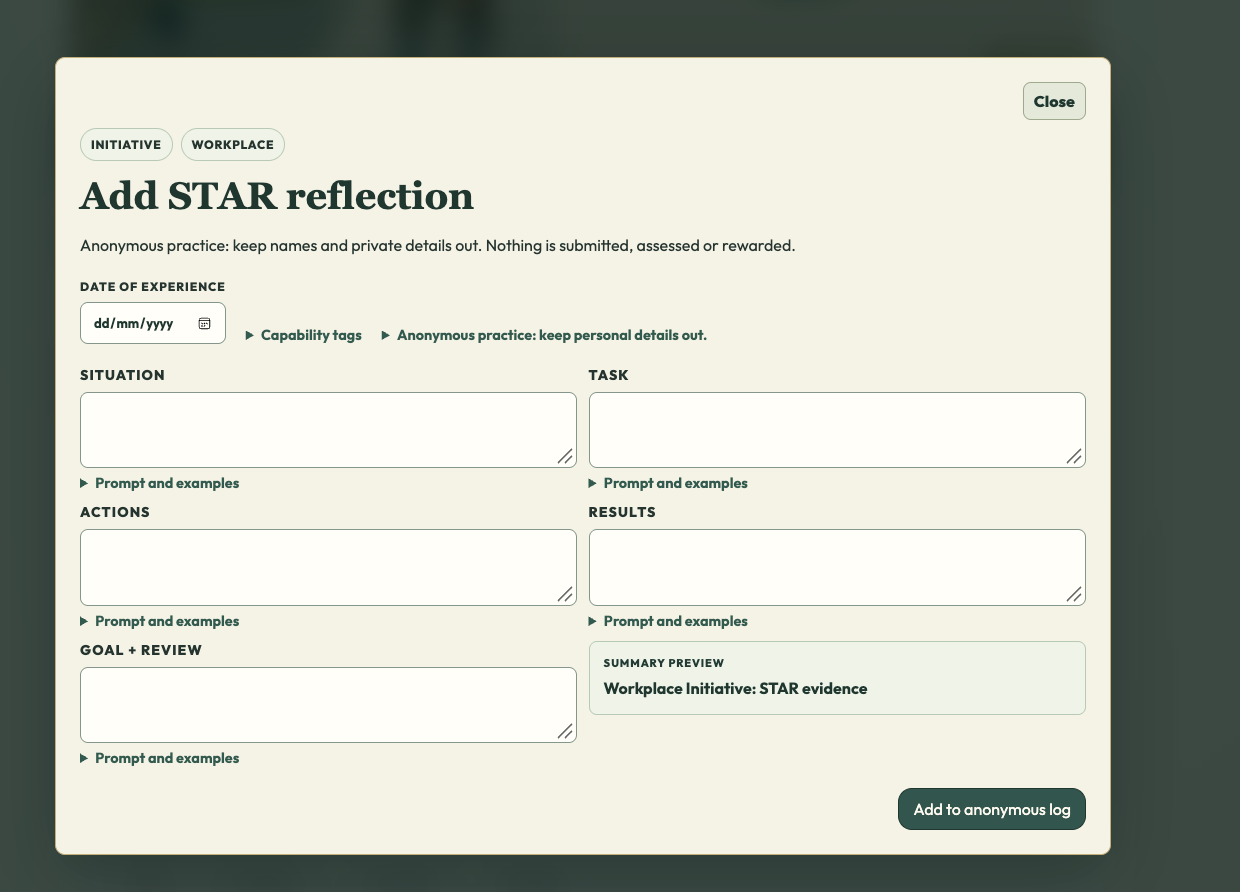 Close
INITIATIVE WORKPLACE
Add STAR reflection
Anonymous practice: keep names and private details out. Nothing is submitted, assessed or rewarded.
DATE OF EXPERIENCE
dd/mm/yyyy
Capability tags
Anonymous practice: keep personal details out.
SITUATION
Prompt and examples
TASK
Prompt and examples
ACTIONS
Prompt and examples
RESULTS
Prompt and examples
GOAL + REVIEW
Prompt and examples
SUMMARY PREVIEW
Workplace Initiative: STAR evidence
Add to anonymous log